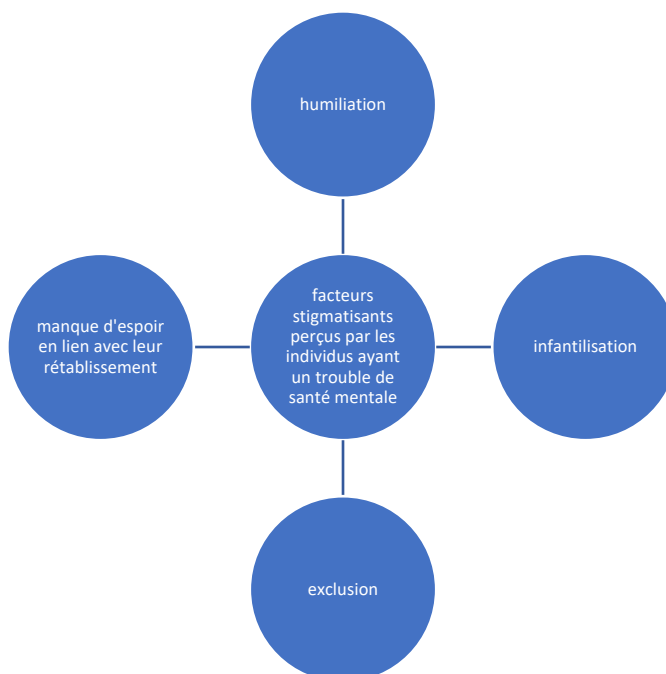 humiliation
manque d'espoir
en lien avec leur
rétablissement
facteurs
stigmatisants
perçus par les
individus ayant
un trouble de
santé mentale
infantilisation
exclusion